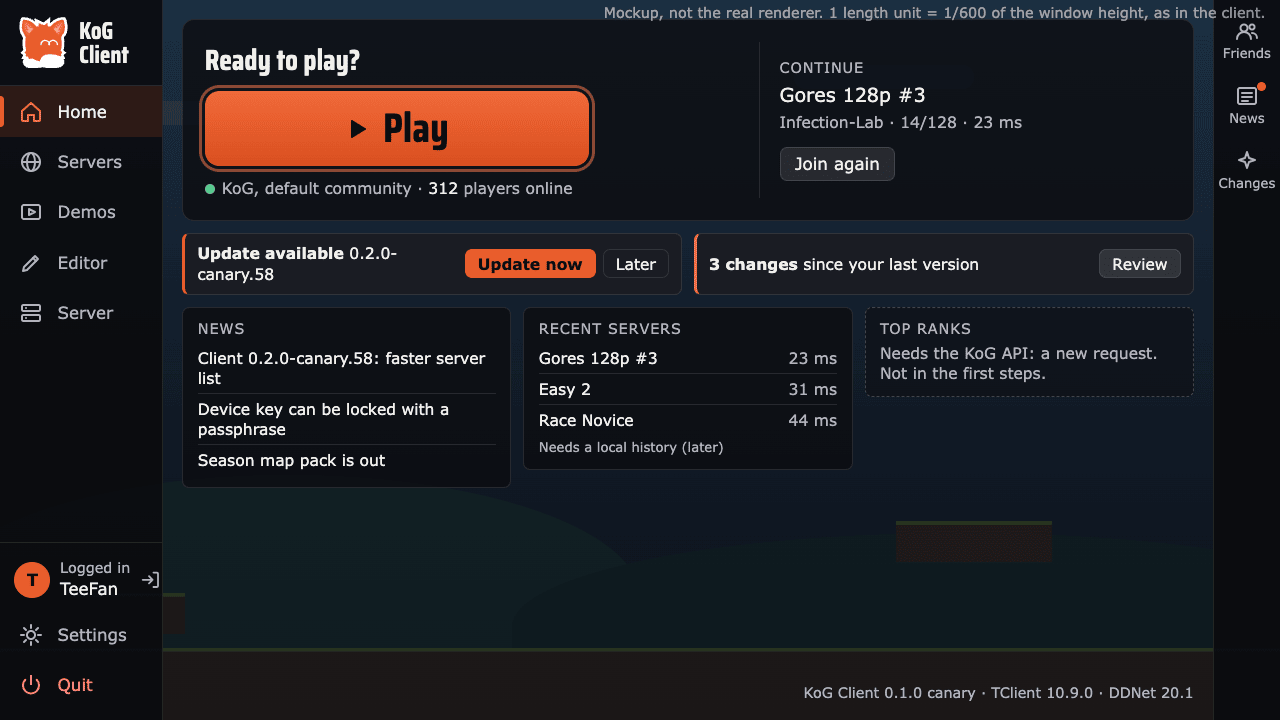 Mockup, not the real renderer. 1 length unit = 1/600 of the window height, as in the client.
KoG
Client
Home
Servers
Demos
Editor
Server
T
Logged in
TeeFan
Settings
Quit
Ready to play?
Play
KoG, default community · 312 players online
CONTINUE
Gores 128p #3
Infection-Lab · 14/128 · 23 ms
Join again
Update available 0.2.0-
canary.58
Update now
Later
3 changes since your last version
Review
NEWS
Client 0.2.0-canary.58: faster server
list
Device key can be locked with a
passphrase
Season map pack is out
RECENT SERVERS
Gores 128p #3 23 ms
Easy 2 31 ms
Race Novice 44 ms
Needs a local history (later)
TOP RANKS
Needs the KoG API: a new request.
Not in the first steps.
Friends
News
Changes
KoG Client 0.1.0 canary · TClient 10.9.0 · DDNet 20.1